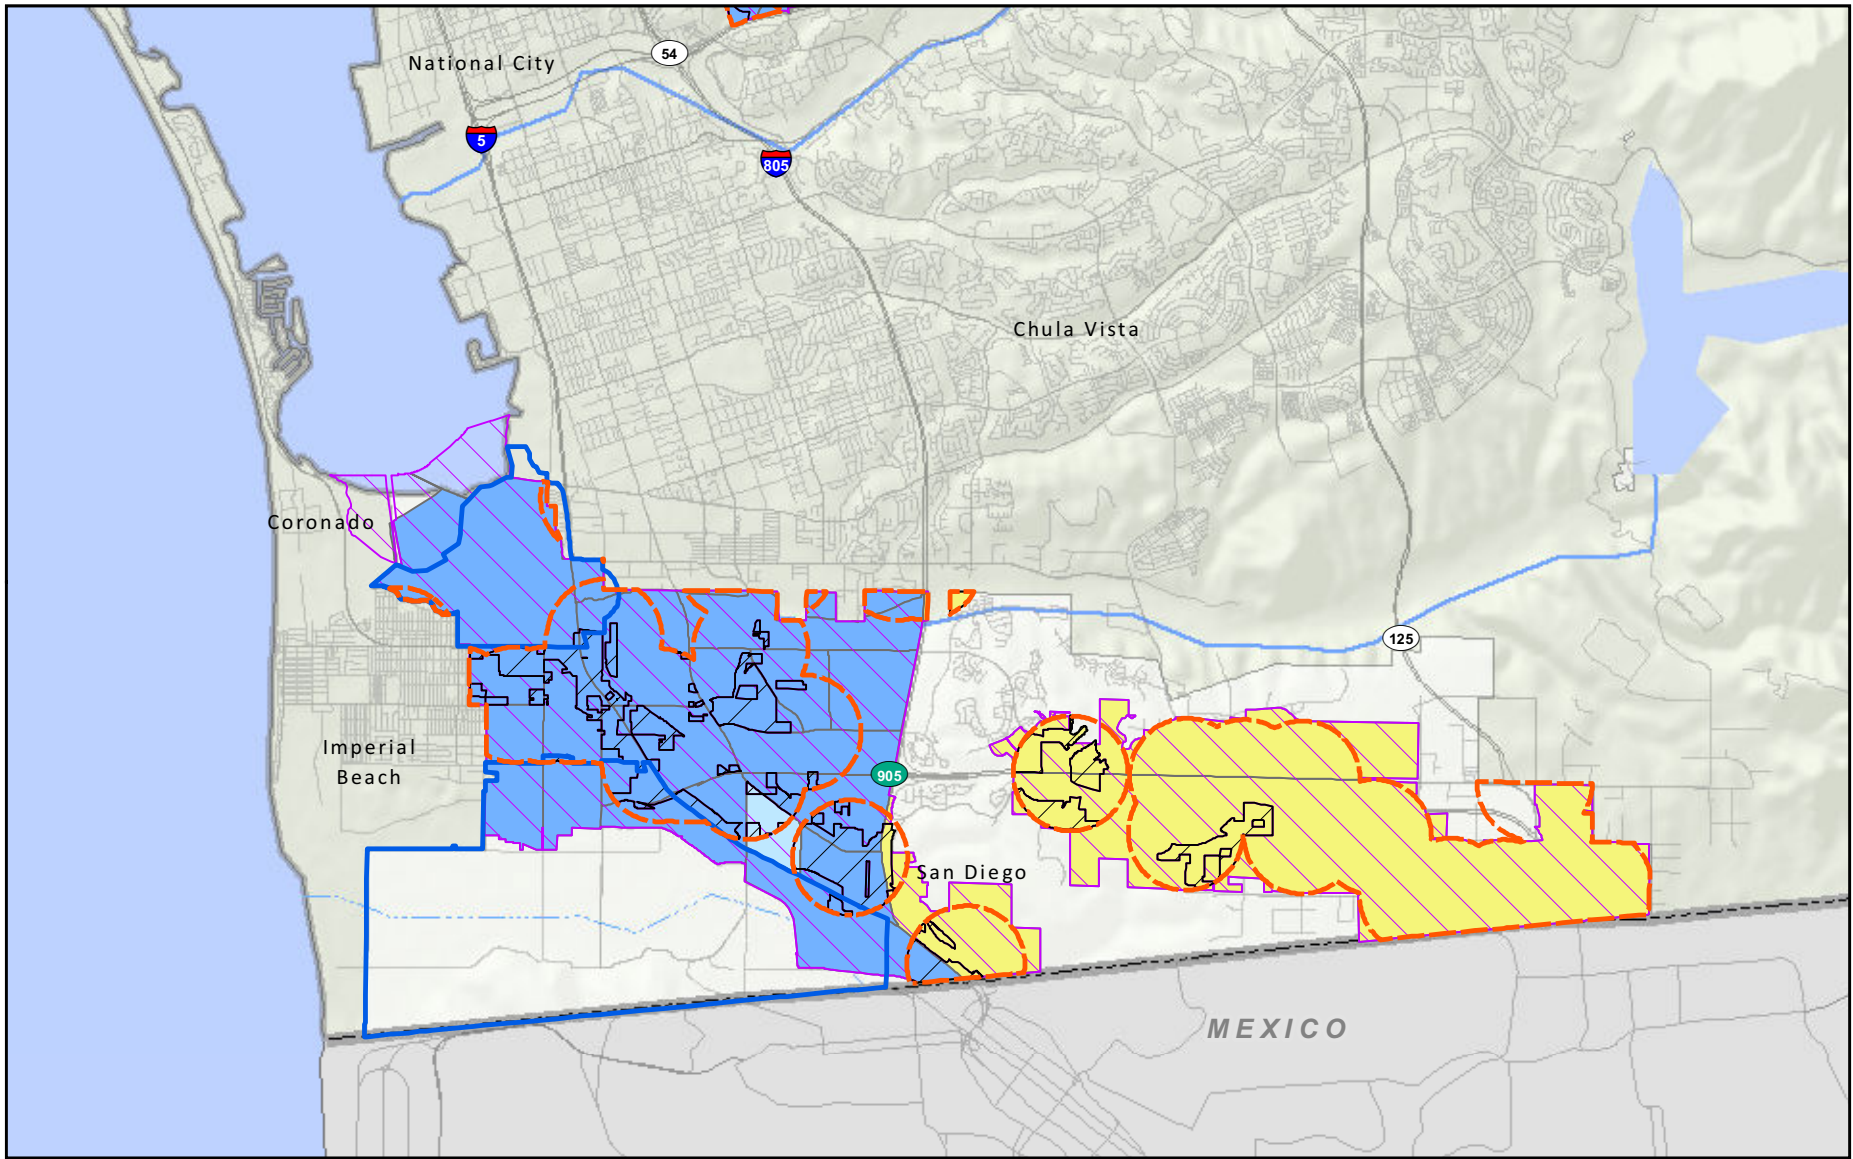 National City
54
5
805
Chula Vista
Coronado
125
Imperial
Beach
905
San Diego
MEXICO